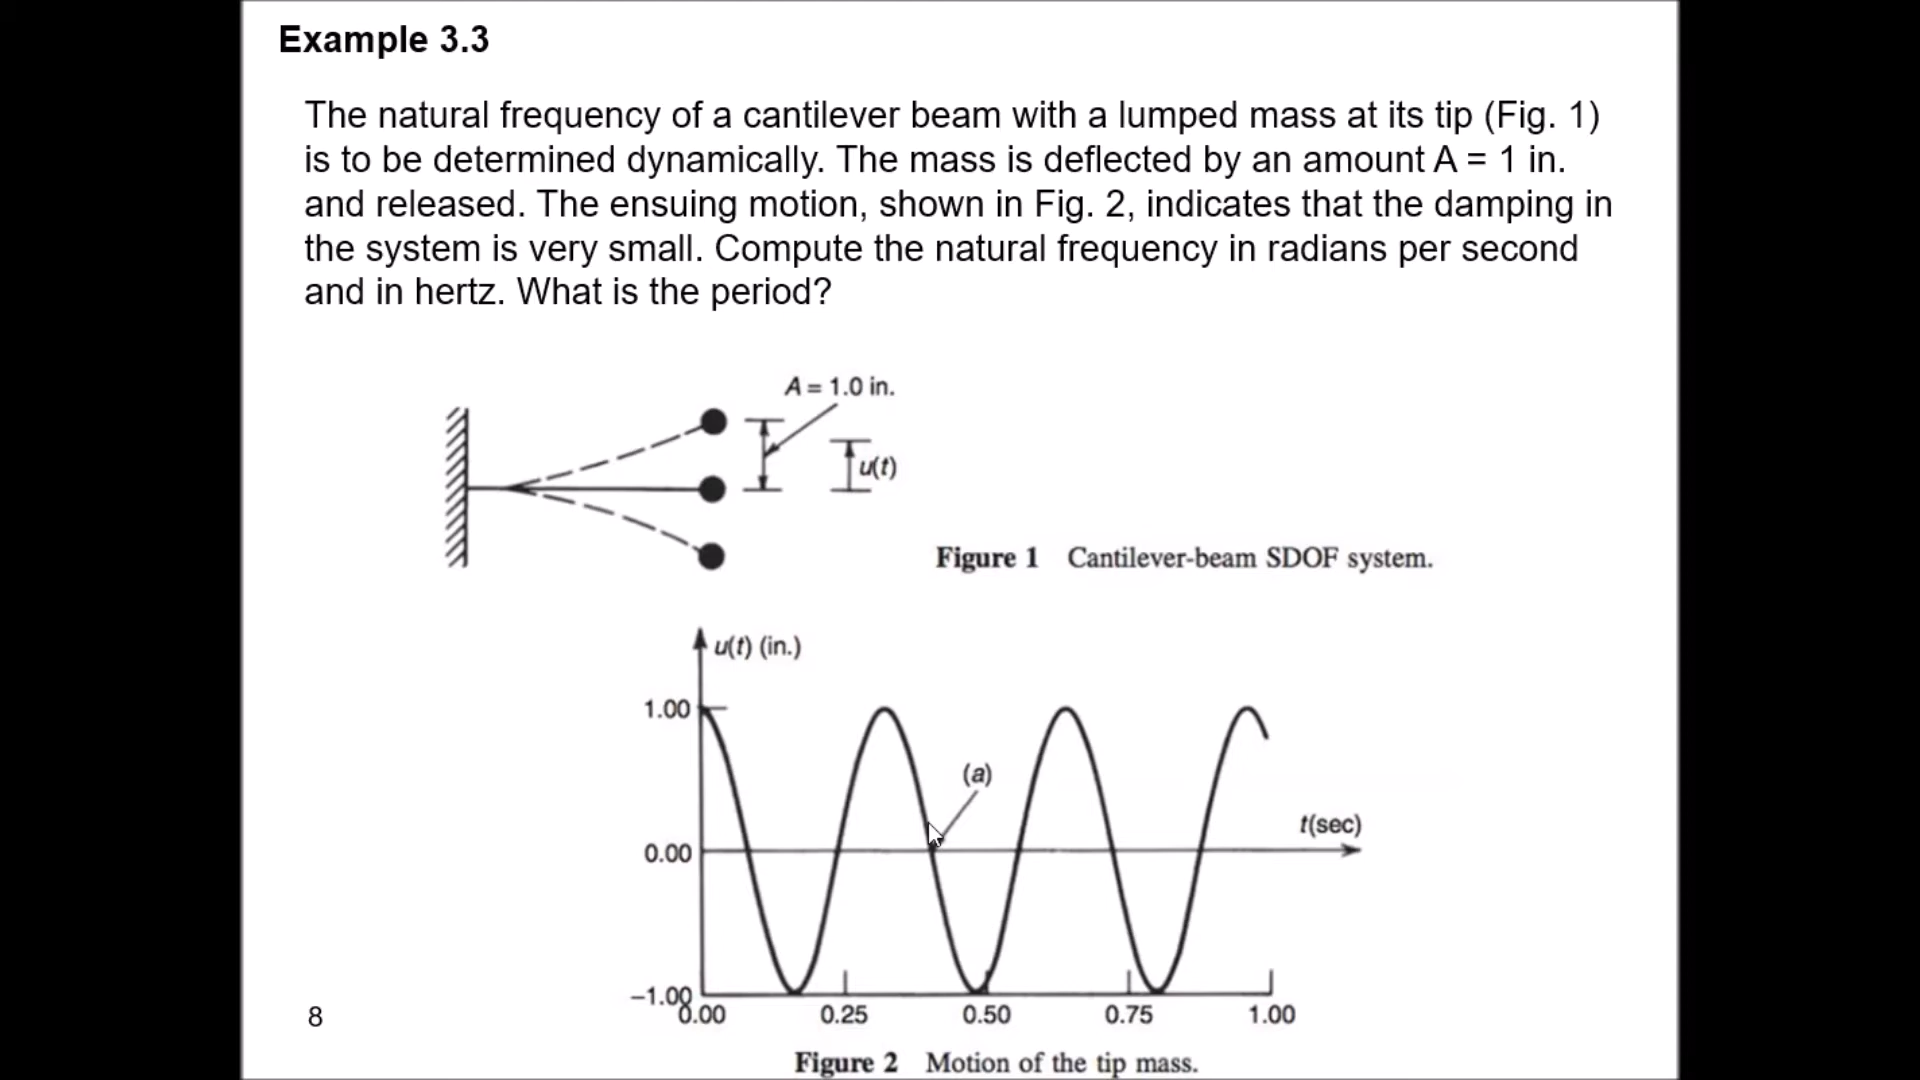 Example 3.3
The natural frequency of a cantilever beam with a lumped mass at its tip (Fig. 1)
is to be determined dynamically. The mass is deflected by an amount A = 1 in.
and released. The ensuing motion, shown in Fig. 2, indicates that the damping in
the system is very small. Compute the natural frequency in radians per second
and in hertz. What is the period?
A = 1.0 in.
u(t)
Figure 1 Cantilever-beam SDOF system.
u(t) (in.)
1.00
(a)
t(sec)
0.00
−1.00
0.00 0.25 0.50 0.75 1.00
8
Figure 2 Motion of the tip mass.